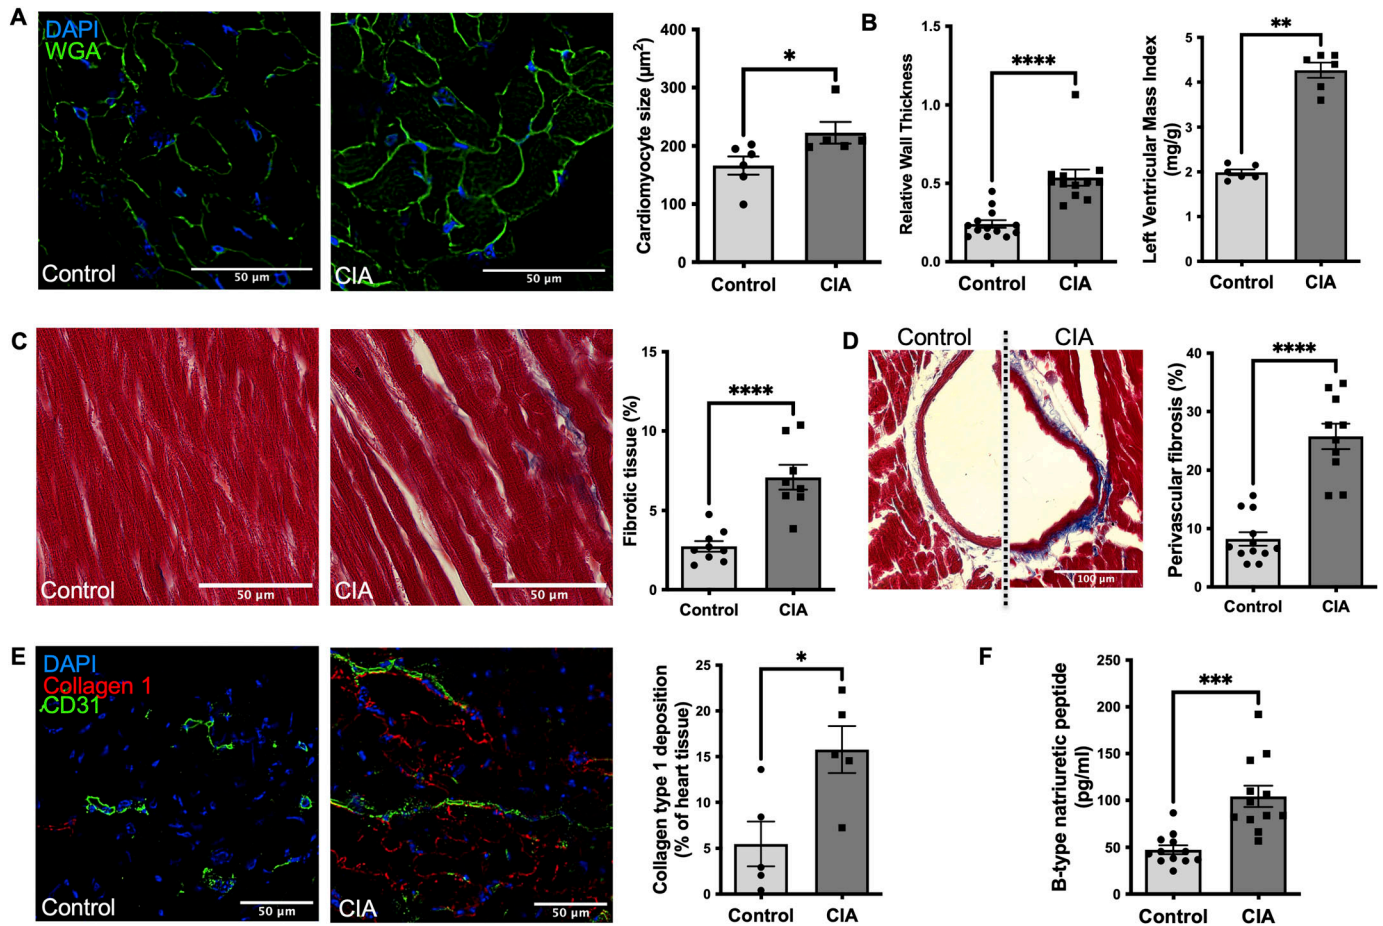 A
DAPI
WGA
Control
50 µm
CIA
50 µm
Cardiomyocyte size (µm²)
400
300
200
100
0
*
Control
CIA
B
Relative Wall Thickness
1.5
1.0
0.5
0.0
****
Control
CIA
Left Ventricular Mass Index
(mg/g)
5
4
5
2
1
0
**
Control
CIA
C
Control
50 µm
CIA
50 µm
Fibrotic tissue (%)
15
10
5
0
****
Control
CIA
D
Control
CIA
100 µm
Perivascular fibrosis (%)
40
30
20
10
0
****
Control
CIA
E
DAPI
Collagen 1
CD31
Control
50 µm
CIA
50 µm
Collagen type 1 deposition
(% of heart tissue)
25
20
15
10
5
0
*
Control
CIA
F
B-type natriuretic peptide
(pg/ml)
250
200
150
100
50
0
***
Control
CIA